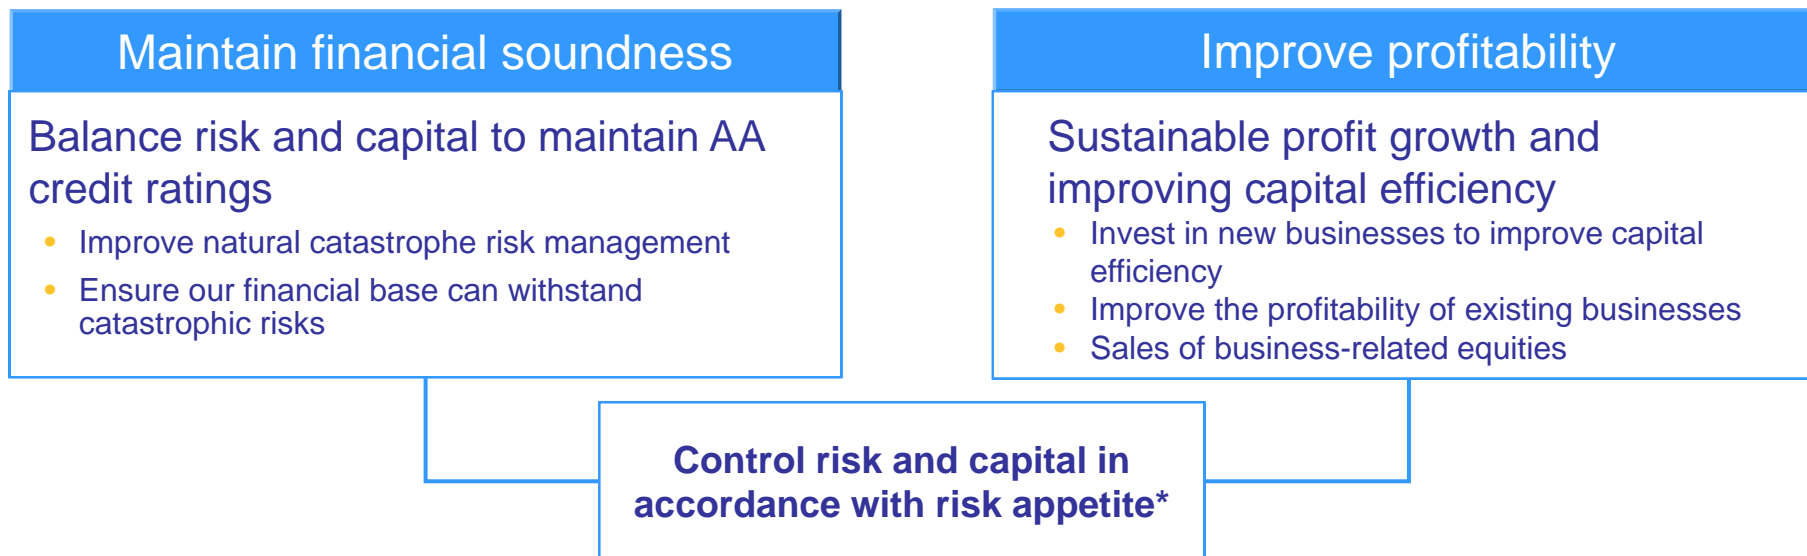 Maintain financial soundness
Balance risk and capital to maintain AA
credit ratings
• Improve natural catastrophe risk management
• Ensure our financial base can withstand
catastrophic risks
Improve profitability
Sustainable profit growth and
improving capital efficiency
• Invest in new businesses to improve capital
efficiency
• Improve the profitability of existing businesses
• Sales of business-related equities
Control risk and capital in
accordance with risk appetite*